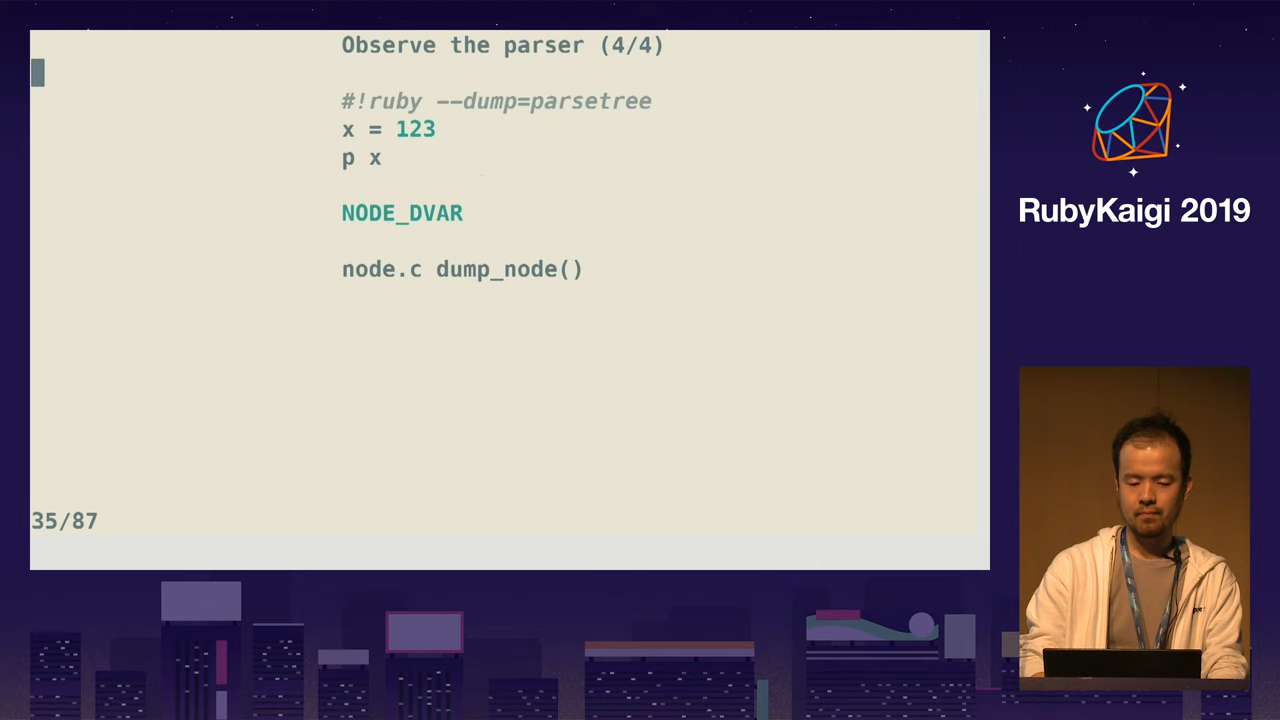 Observe the parser (4/4)
#!ruby --dump=parsetree
x = 123
p x
NODE_DVAR
node.c dump_node()
35/87
RubyKaigi 2019